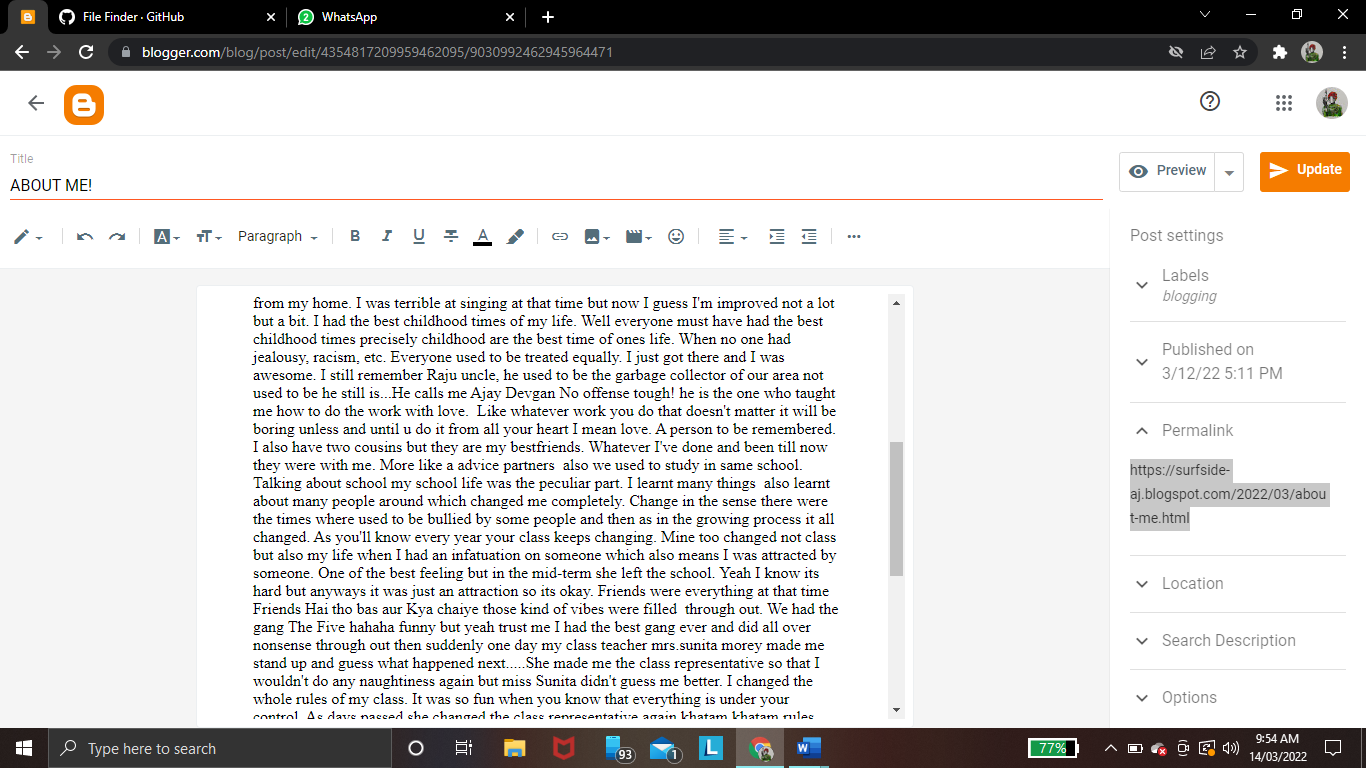 File Finder · GitHub
2 WhatsApp
blogger.com/blog/post/edit/4354817209959462095/9030992462945964471
Title
ABOUT ME!
Preview
Update
Paragraph
B I U A
Post settings
Labels
blogging
Published on
3/12/22 5:11 PM
Permalink
https://surfside-
aj.blogspot.com/2022/03/abou
t-me.html
Location
Search Description
Options
from my home. I was terrible at singing at that time but now I guess I'm improved not a lot
but a bit. I had the best childhood times of my life. Well everyone must have had the best
childhood times precisely childhood are the best time of ones life. When no one had
jealousy, racism, etc. Everyone used to be treated equally. I just got there and I was
awesome. I still remember Raju uncle, he used to be the garbage collector of our area not
used to be he still is...He calls me Ajay Devgan No offense tough! he is the one who taught
me how to do the work with love.  Like whatever work you do that doesn't matter it will be
boring unless and until u do it from all your heart I mean love. A person to be remembered.
I also have two cousins but they are my bestfriends. Whatever I've done and been till now
they were with me. More like a advice partners  also we used to study in same school.
Talking about school my school life was the peculiar part. I learnt many things  also learnt
about many people around which changed me completely. Change in the sense there were
the times where used to be bullied by some people and then as in the growing process it all
changed. As you'll know every year your class keeps changing. Mine too changed not class
but also my life when I had an infatuation on someone which also means I was attracted by
someone. One of the best feeling but in the mid-term she left the school. Yeah I know its
hard but anyways it was just an attraction so its okay. Friends were everything at that time
Friends Hai tho bas aur Kya chaiye those kind of vibes were filled  through out. We had the
gang The Five hahaha funny but yeah trust me I had the best gang ever and did all over
nonsense through out then suddenly one day my class teacher mrs.sunita morey made me
stand up and guess what happened next.....She made me the class representative so that I
wouldn't do any naughtiness again but miss Sunita didn't guess me better. I changed the
whole rules of my class. It was so fun when you know that everything is under your
control. As days passed she changed the class representative again khatam khatam rules
Type here to search
93
1
L
77%
9:54 AM
14/03/2022